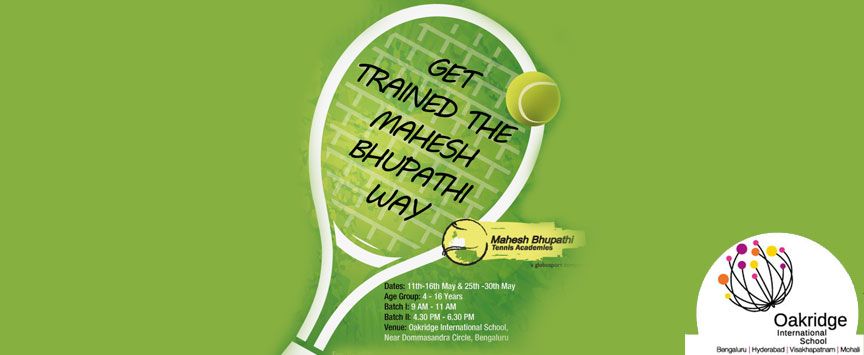 GET
TRAINED THE
MAHESH
BHUPATHI
WAY
Mahesh Bhupathi
Tennis Academies
a globosport
Dates: 11th-16th May & 25th -30th May
Age Group: 4 - 16 Years
Batch I: 9 AM - 11 AM
Batch II: 4.30 PM - 6.30 PM
Venue: Oakridge International School,
Near Dommasandra Circle, Bengaluru
Oakridge
International
School
Bengaluru | Hyderabad | Visakhapatnam | Mohali